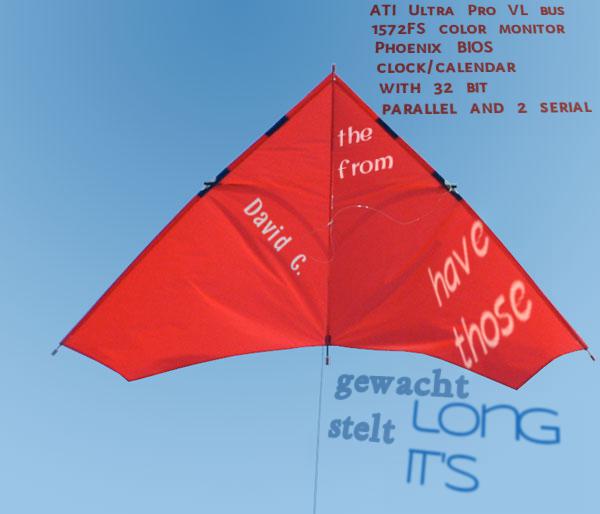 ATI Ultra Pro VL bus
1572FS color monitor
Phoenix BIOS
clock/calendar
with 32 bit
parallel and 2 serial
the
from
David C.
have
those
gewacht
stelt
LONG
IT'S